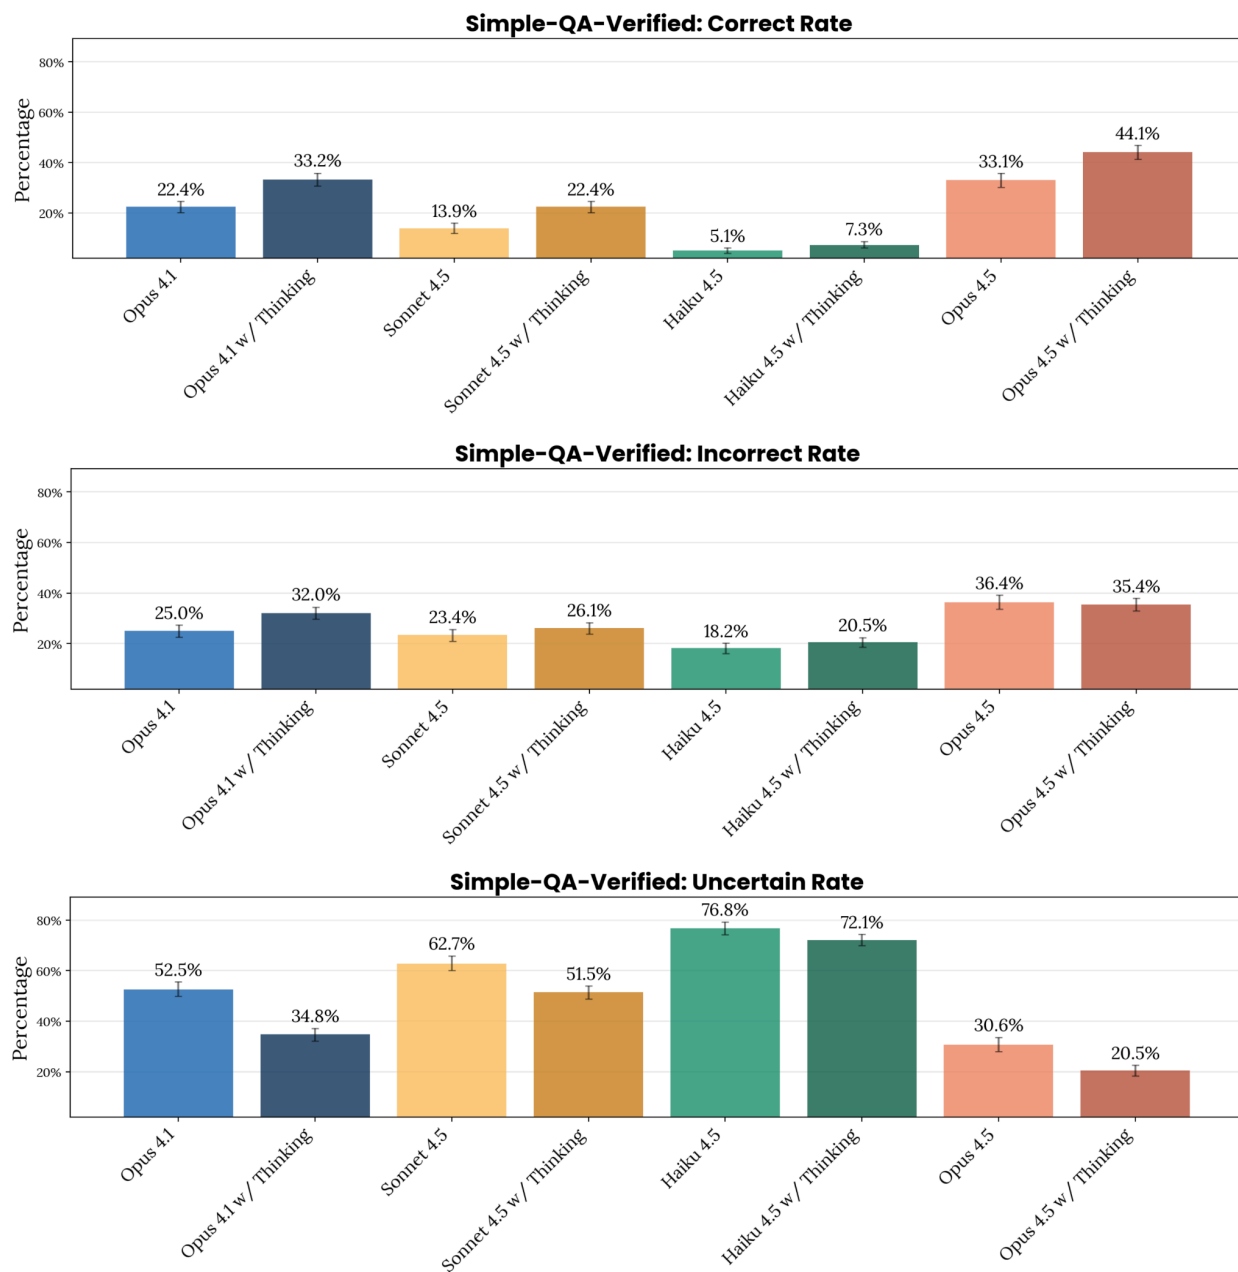 Simple-QA-Verified: Correct Rate
Percentage
80%
60%
40%
20%
22.4%
33.2%
13.9%
22.4%
5.1%
7.3%
33.1%
44.1%
Opus 4.1
Opus 4.1 w/ Thinking
Sonnet 4.5
Sonnet 4.5 w/ Thinking
Haiku 4.5
Haiku 4.5 w/ Thinking
Opus 4.5
Opus 4.5 w/ Thinking
Simple-QA-Verified: Incorrect Rate
Percentage
80%
60%
40%
20%
25.0%
32.0%
23.4%
26.1%
18.2%
20.5%
36.4%
35.4%
Opus 4.1
Opus 4.1 w/ Thinking
Sonnet 4.5
Sonnet 4.5 w/ Thinking
Haiku 4.5
Haiku 4.5 w/ Thinking
Opus 4.5
Opus 4.5 w/ Thinking
Simple-QA-Verified: Uncertain Rate
Percentage
80%
60%
40%
20%
52.5%
34.8%
62.7%
51.5%
76.8%
72.1%
30.6%
20.5%
Opus 4.1
Opus 4.1 w/ Thinking
Sonnet 4.5
Sonnet 4.5 w/ Thinking
Haiku 4.5
Haiku 4.5 w/ Thinking
Opus 4.5
Opus 4.5 w/ Thinking